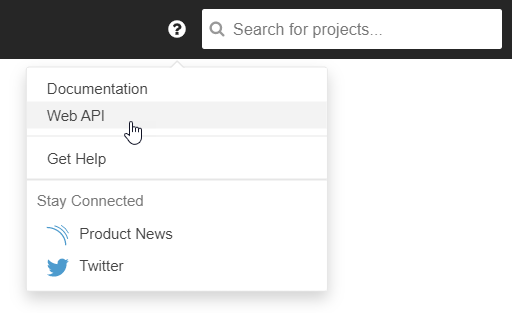 Search for projects...
Documentation
Web API
Get Help
Stay Connected
Product News
Twitter